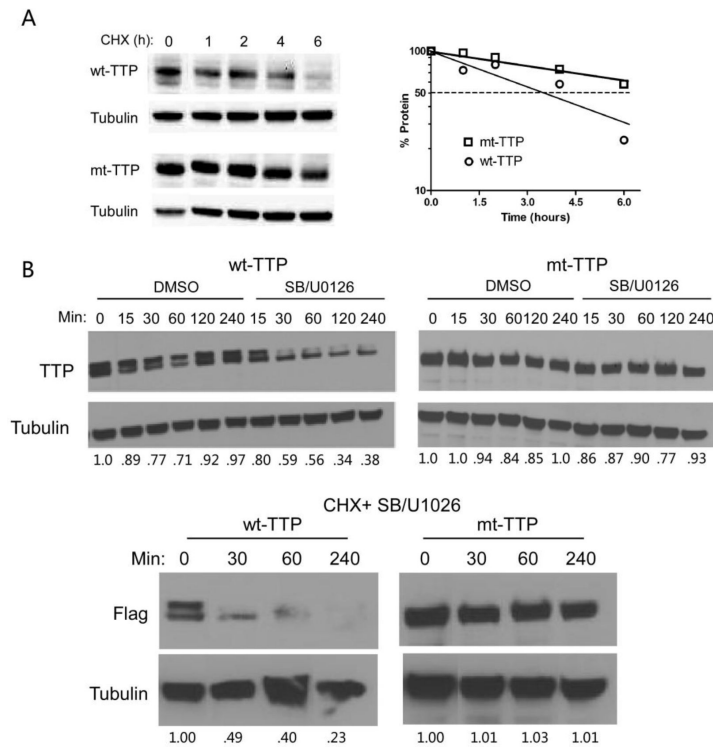 A
CHX (h): 0 1 2 4 6
wt-TTP
Tubulin
mt-TTP
Tubulin
% Protein
100
50
10
mt-TTP
wt-TTP
0.0 1.5 3.0 4.5 6.0
Time (hours)
B
wt-TTP
DMSO SB/U0126
Min: 0 15 30 60 120 240 15 30 60 120 240
TTP
Tubulin
1.0 .89 .77 .71 .92 .97 .80 .59 .56 .34 .38
mt-TTP
DMSO SB/U0126
0 15 30 60 120 240 15 30 60 120 240
1.0 1.0 .94 .84 .85 1.0 .86 .87 .90 .77 .93
CHX+ SB/U1026
wt-TTP mt-TTP
Min: 0 30 60 240 0 30 60 240
Flag
Tubulin
1.00 .49 .40 .23 1.00 1.01 1.03 1.01